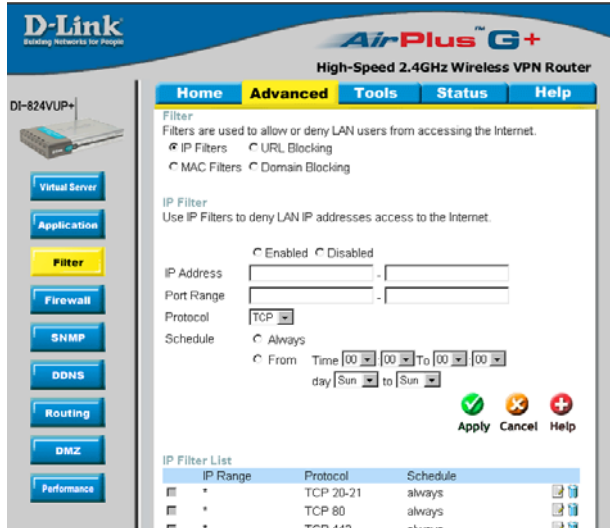 D-Link
Building Networks for People
AirPlus G+
™
High-Speed 2.4GHz Wireless VPN Router
DI-824VUP+
Home Advanced Tools Status Help
Virtual Server
Application
Filter
Firewall
SNMP
DDNS
Routing
DMZ
Performance
Filter
Filters are used to allow or deny LAN users from accessing the Internet.
IP Filters URL Blocking
MAC Filters Domain Blocking
IP Filter
Use IP Filters to deny LAN IP addresses access to the Internet.
Enabled Disabled
IP Address -
Port Range -
Protocol TCP
Schedule Always
From Time 00 : 00 To 00 : 00
day Sun to Sun
Apply Cancel Help
IP Filter List
IP Range Protocol Schedule
* TCP 20-21 always
* TCP 80 always